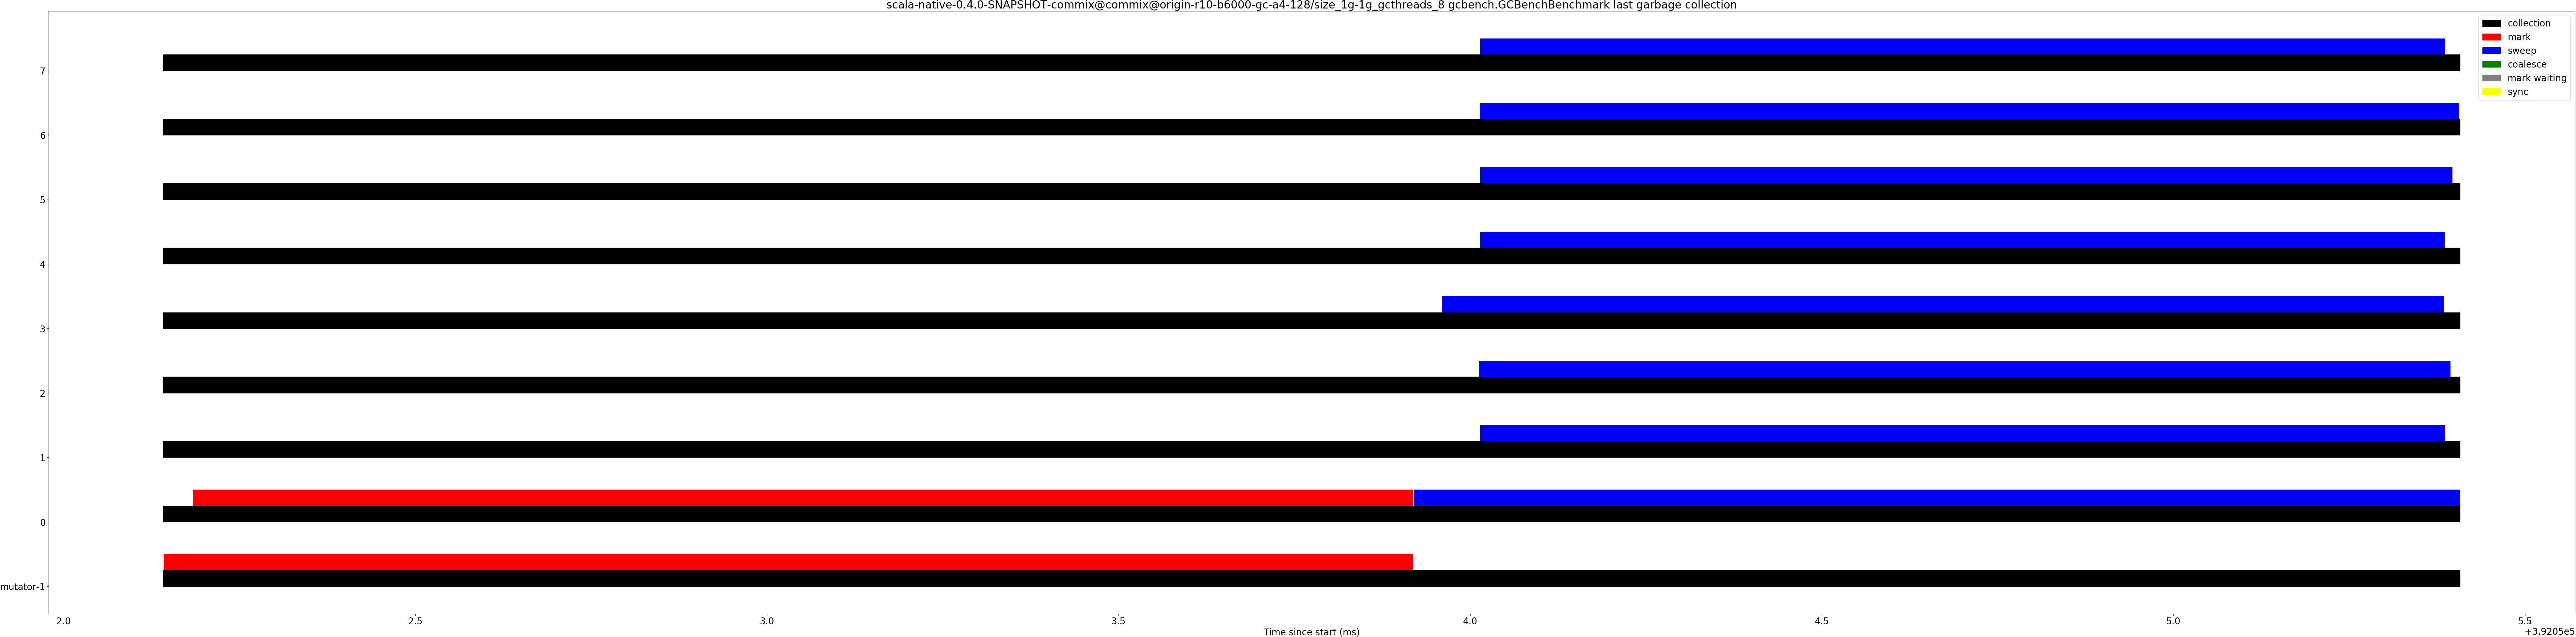 scala-native-0.4.0-SNAPSHOT-commix@commix@origin-r10-b6000-gc-a4-128/size_1g-1g_gcthreads_8 gcbench.GCBenchBenchmark last garbage collection
collection
mark
sweep
coalesce
mark waiting
sync
7
6
5
4
3
2
1
0
mutator-1
2.0 2.5 3.0 3.5 4.0 4.5 5.0 5.5
Time since start (ms)
+3.9205e5